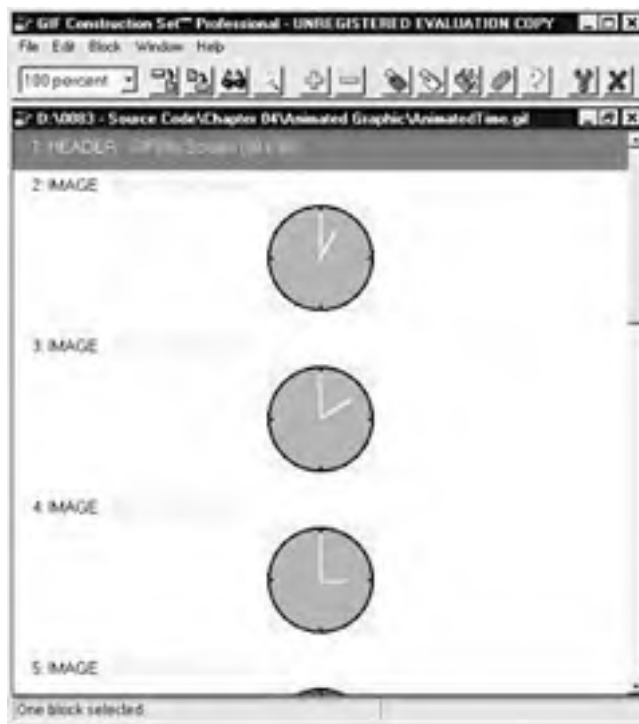 GIF Construction Set™ Professional - UNREGISTERED EVALUATION COPY
File Edit Block Window Help
100 percent
D:\0083 - Source Code\Chapter 04\Animated Graphic\AnimatedTime.gif
1: HEADER
2: IMAGE
3: IMAGE
4: IMAGE
5: IMAGE
One block selected